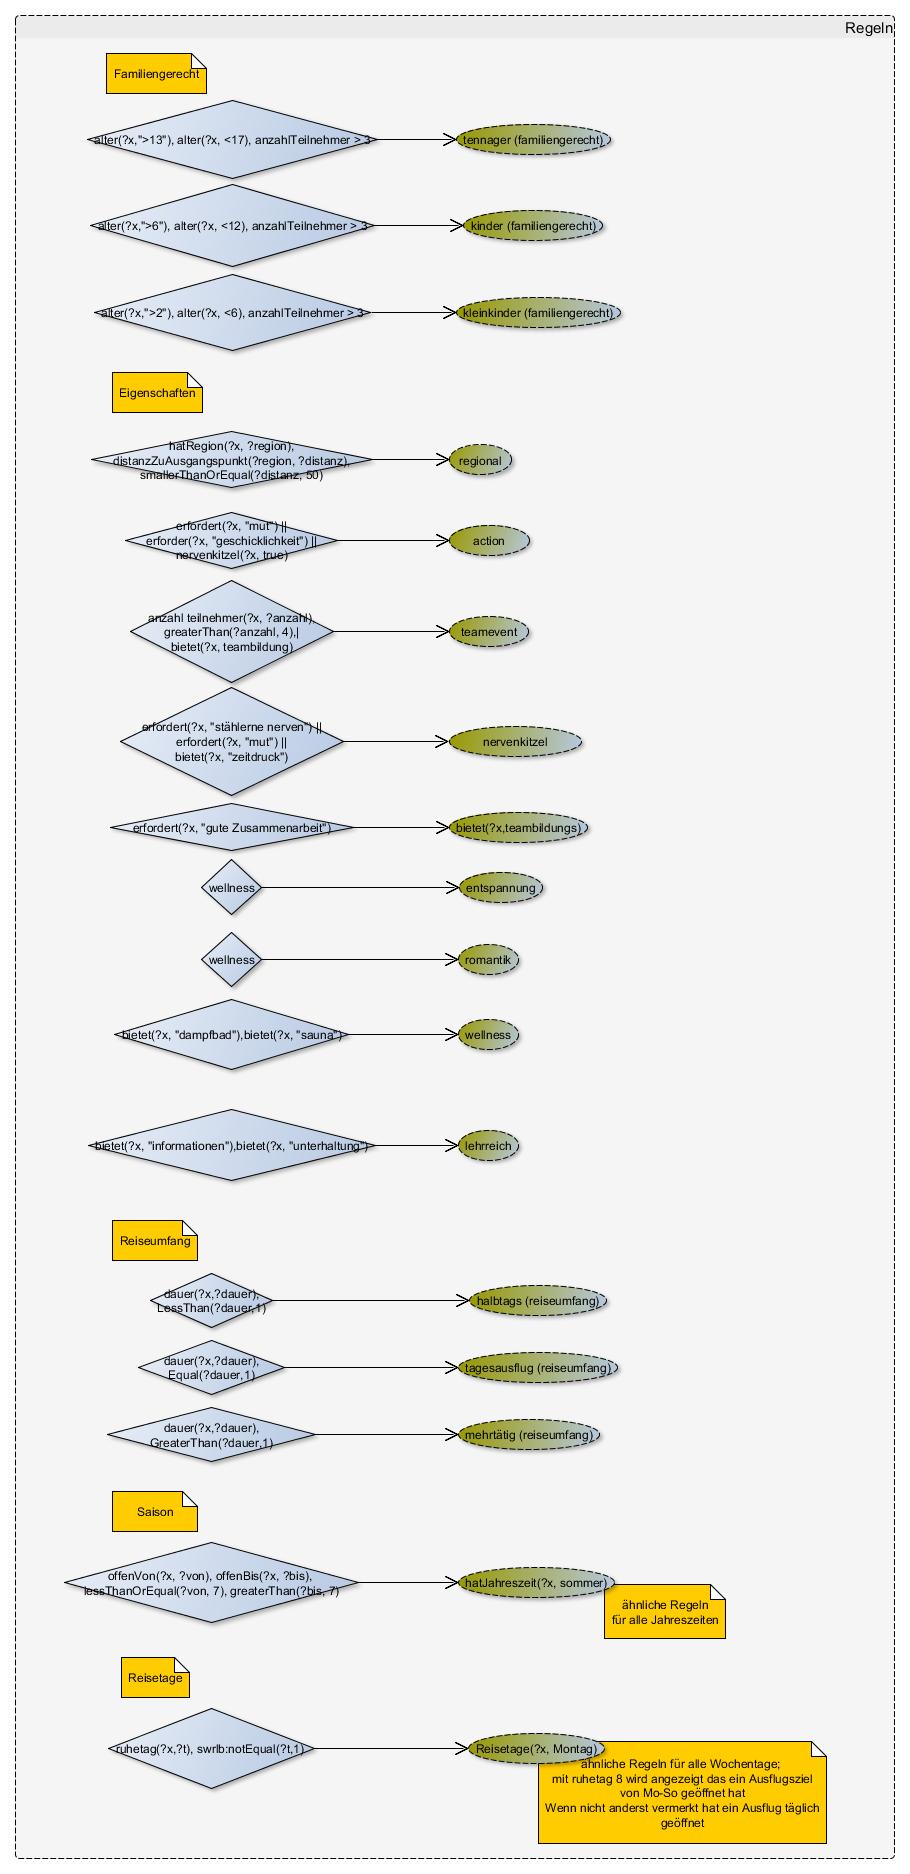 Regeln
Familiengerecht
alter(?x,">13"), alter(?x, <17), anzahlTeilnehmer > 3
tennager (familiengerecht)
alter(?x,">6"), alter(?x, <12), anzahlTeilnehmer > 3
kinder (familiengerecht)
alter(?x,">2"), alter(?x, <6), anzahlTeilnehmer > 3
kleinkinder (familiengerecht)
Eigenschaften
hatRegion(?x, ?region),
distanzZuAusgangspunkt(?region, ?distanz),
smallerThanOrEqual(?distanz, 50)
regional
erfordert(?x, "mut") ||
erforder(?x, "geschicklichkeit") ||
nervenkitzel(?x, true)
action
anzahl teilnehmer(?x, ?anzahl),
greaterThan(?anzahl, 4),|
bietet(?x, teambildung)
teamevent
erfordert(?x, "stählerne nerven") ||
erfordert(?x, "mut") ||
bietet(?x, "zeitdruck")
nervenkitzel
erfordert(?x, "gute Zusammenarbeit")
bietet(?x,teambildungs)
wellness
entspannung
wellness
romantik
bietet(?x, "dampfbad"),bietet(?x, "sauna")
wellness
bietet(?x, "informationen"),bietet(?x, "unterhaltung")
lehrreich
Reiseumfang
dauer(?x,?dauer),
LessThan(?dauer,1)
halbtags (reiseumfang)
dauer(?x,?dauer),
Equal(?dauer,1)
tagesausflug (reiseumfang)
dauer(?x,?dauer),
GreaterThan(?dauer,1)
mehrtätig (reiseumfang)
Saison
offenVon(?x, ?von), offenBis(?x, ?bis),
lessThanOrEqual(?von, 7), greaterThan(?bis, 7)
hatJahreszeit(?x, sommer)
ähnliche Regeln
für alle Jahreszeiten
Reisetage
ruhetag(?x,?t), swrlb:notEqual(?t,1)
Reisetage(?x, Montag)
ähnliche Regeln für alle Wochentage;
mit ruhetag 8 wird angezeigt das ein Ausflugsziel
von Mo-So geöffnet hat
Wenn nicht anderst vermerkt hat ein Ausflug täglich
geöffnet